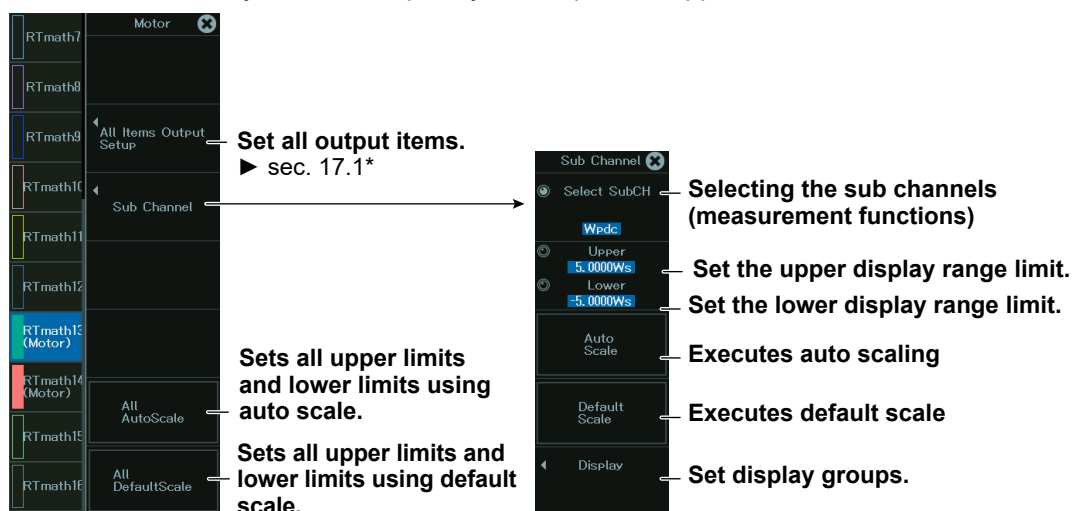 Motor
RTmath7
RTmath8
RTmath9
RTmath10
RTmath11
RTmath12
RTmath13
(Motor)
RTmath14
(Motor)
RTmath15
RTmath16
All Items Output
Setup
Sub Channel
All
AutoScale
All
DefaultScale
Set all output items.
► sec. 17.1*
Sets all upper limits
and lower limits using
auto scale.
Sets all upper limits and
lower limits using default
scale.
Sub Channel
Select SubCH
Wpdc
Upper
5.0000Ws
Lower
-5.0000Ws
Auto
Scale
Default
Scale
Display
Selecting the sub channels
(measurement functions)
Set the upper display range limit.
Set the lower display range limit.
Executes auto scaling
Executes default scale
Set display groups.